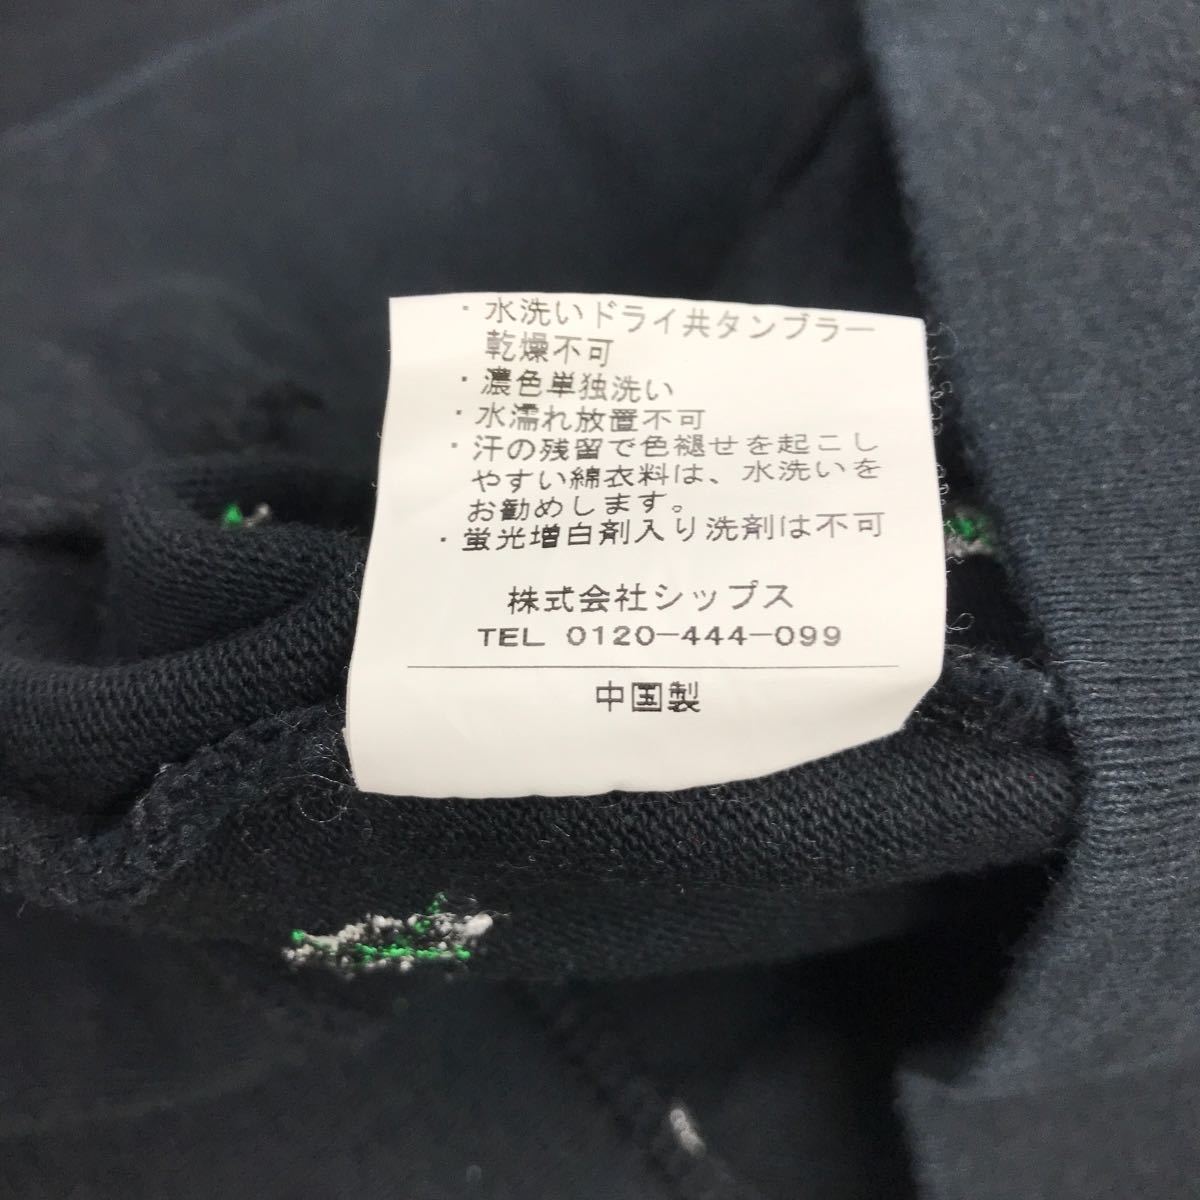 ・水洗いドライ共タンブラー
乾燥不可
・濃色単独洗い
・水濡れ放置不可
・汗の残留で色褪せを起こし
やすい綿衣料は、水洗いを
お勧めします。
・蛍光増白剤入り洗剤は不可
株式会社シップス
TEL 0120-444-099
中国製